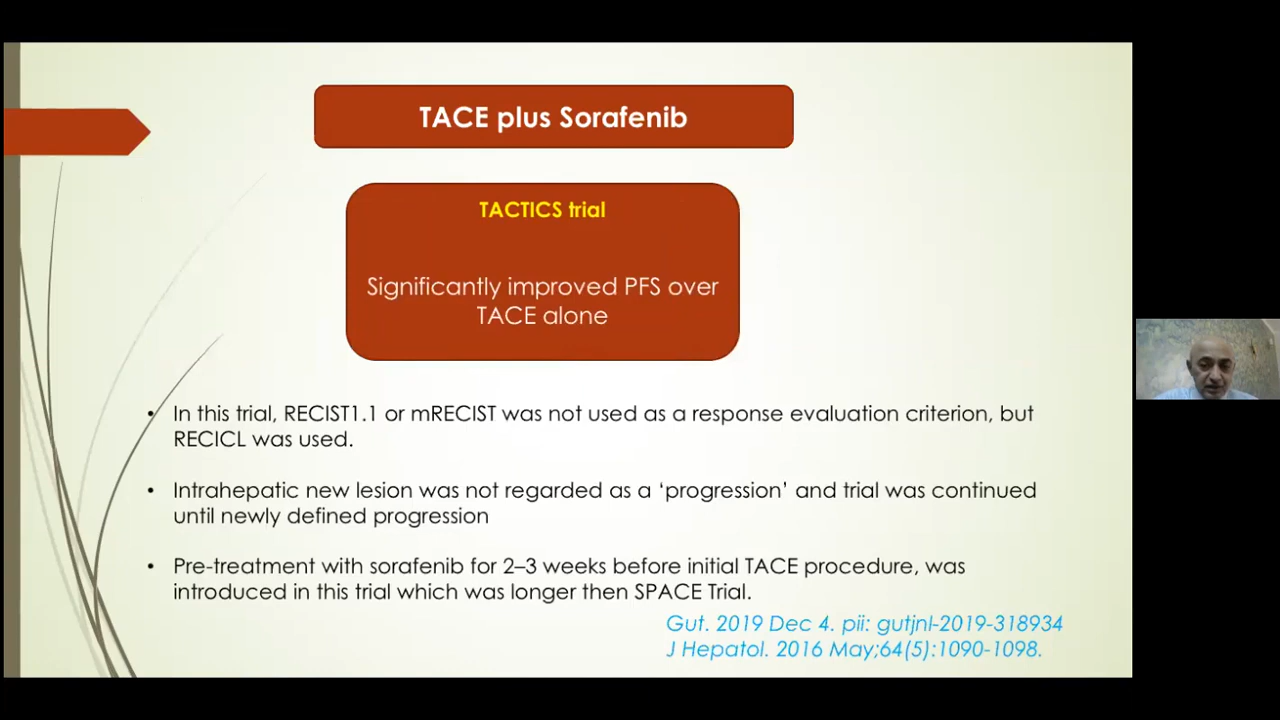 TACE plus Sorafenib
TACTICS trial
Significantly improved PFS over
TACE alone
• In this trial, RECIST1.1 or mRECIST was not used as a response evaluation criterion, but
RECICL was used.
• Intrahepatic new lesion was not regarded as a ‘progression’ and trial was continued
until newly defined progression
• Pre-treatment with sorafenib for 2–3 weeks before initial TACE procedure, was
introduced in this trial which was longer then SPACE Trial.
Gut. 2019 Dec 4. pii: gutjnl-2019-318934
J Hepatol. 2016 May;64(5):1090-1098.